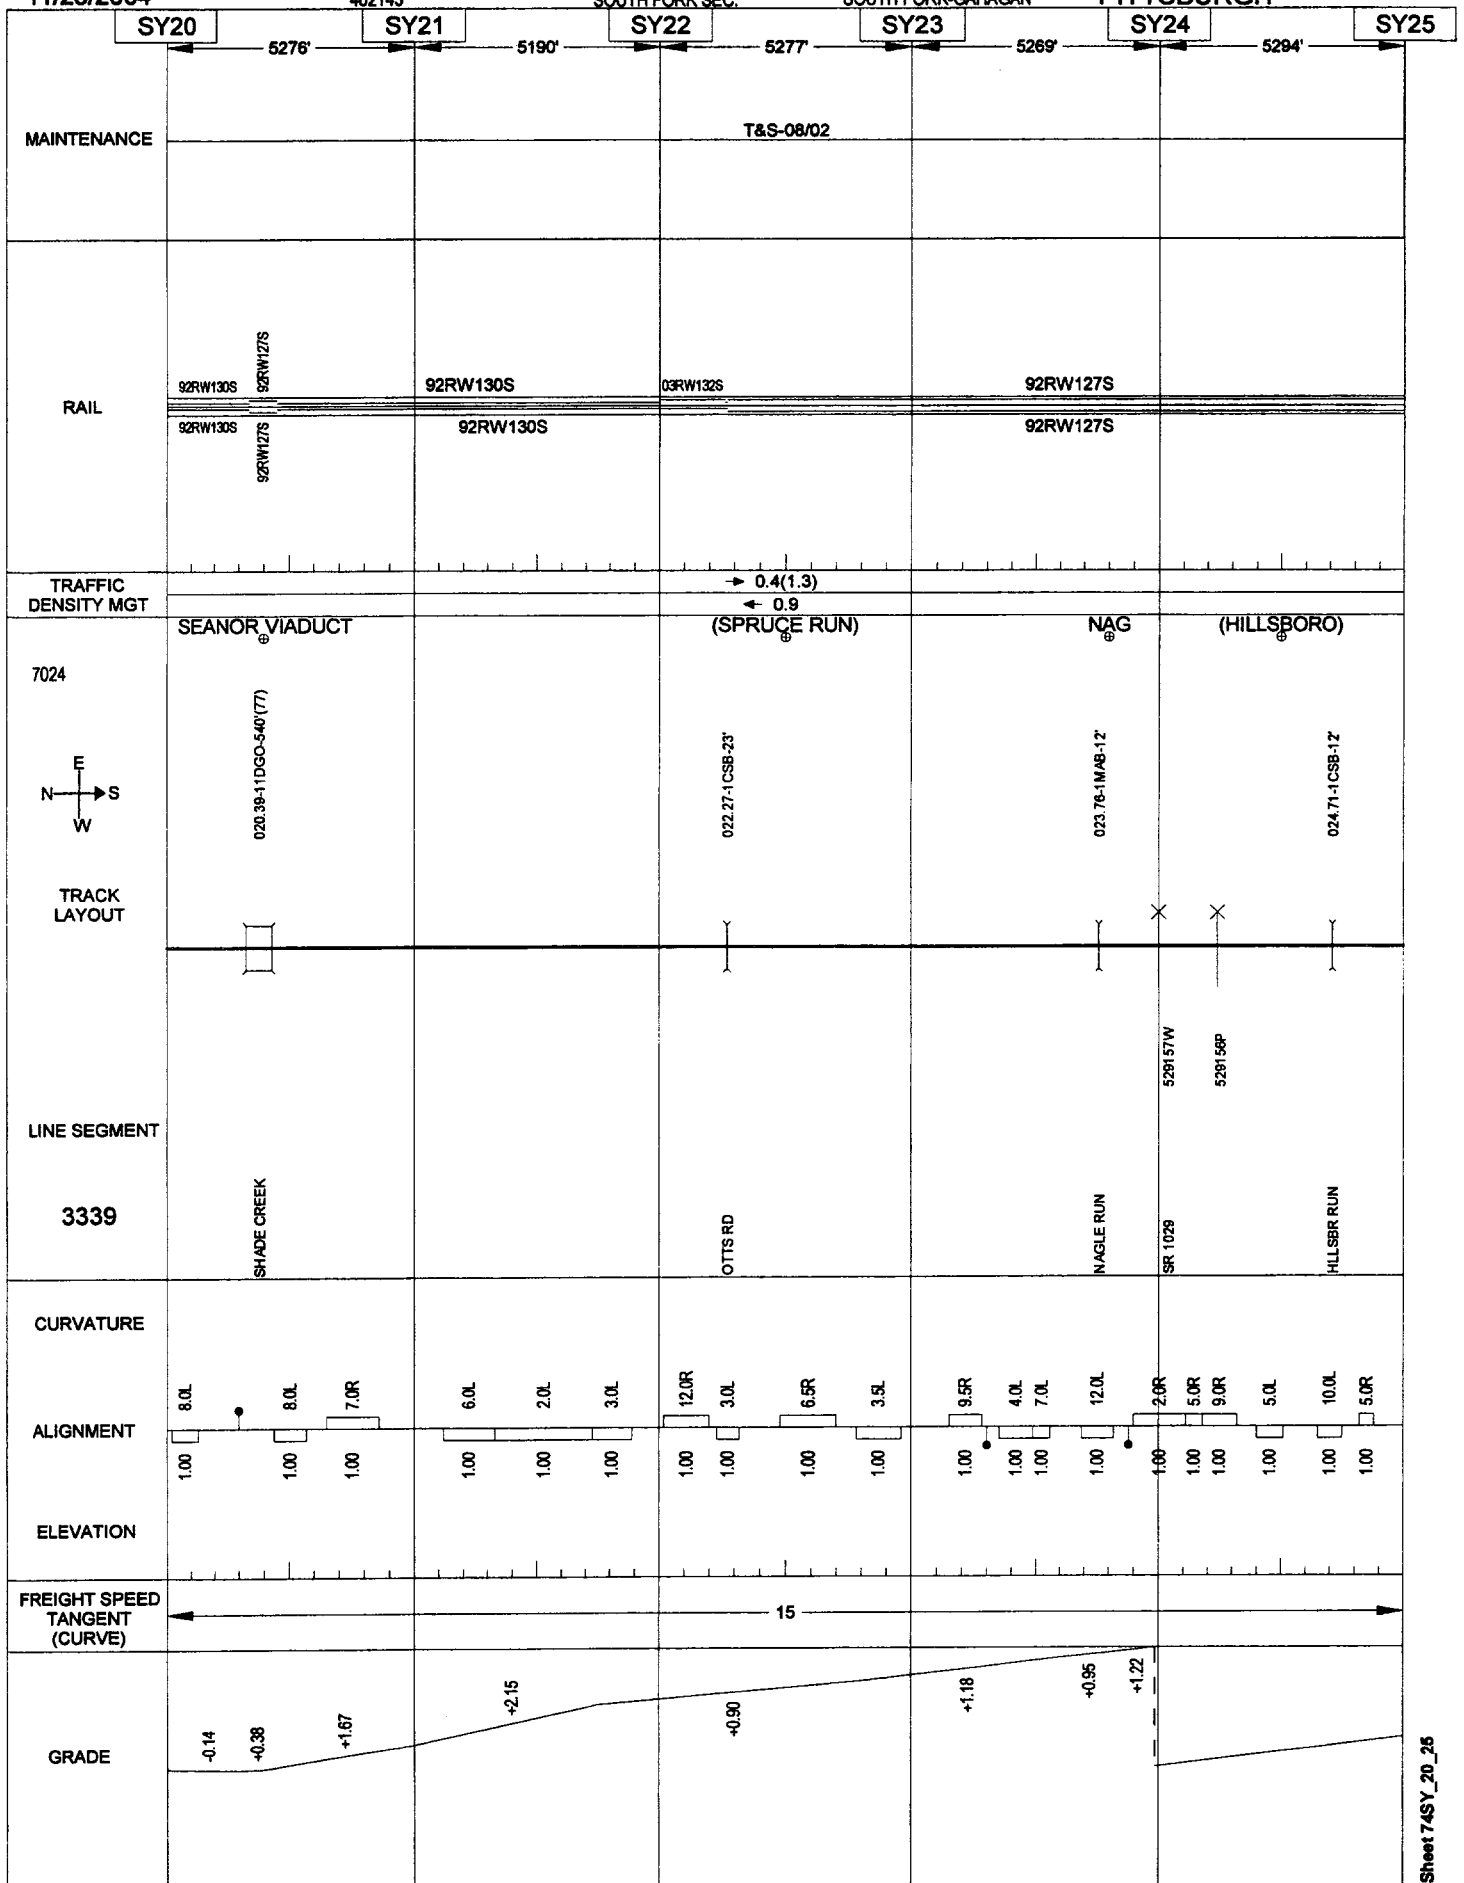 SOUTH FORK SEC.
SY20 SY21 SY22 SY23 SY24 SY25
5276' 5190' 5277' 5269' 5294'
MAINTENANCE
T&S-08/02
RAIL
92RW130S
92RW127S
92RW130S
03RW132S
92RW127S
92RW130S
92RW127S
92RW130S
92RW127S
TRAFFIC
DENSITY MGT
0.4(1.3)
0.9
SEANOR VIADUCT (SPRUCE RUN) NAG (HILLSBORO)
7024
E
N S
W
020.39-11DGO-540'(77)
022.27-1CSB-23'
023.76-1MAB-12'
024.71-1CSB-12'
TRACK
LAYOUT
529157W
529156P
LINE SEGMENT
3339
SHADE CREEK
OTTS RD
NAGLE RUN
SR 1029
HLLSBR RUN
CURVATURE
8.0L 8.0L 7.0R 6.0L 2.0L 3.0L 12.0R 3.0L 6.5R 3.5L 9.5R 4.0L 7.0L 12.0L 2.0R 5.0R 9.0R 5.0L 10.0L 5.0R
ALIGNMENT
1.00 1.00 1.00 1.00 1.00 1.00 1.00 1.00 1.00 1.00 1.00 1.00 1.00 1.00 1.00 1.00 1.00 1.00 1.00 1.00
ELEVATION
FREIGHT SPEED
TANGENT
(CURVE)
15
GRADE
-0.14 +0.38 +1.67 +2.15 +0.90 +1.18 +0.95 +1.22
Sheet 74SY_20_25